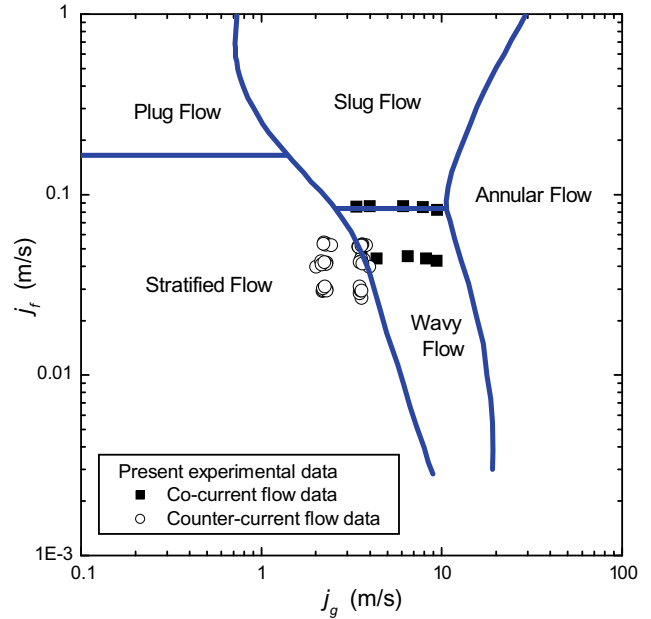 1
Slug Flow
Plug Flow
0.1
Annular Flow
Stratified Flow
Wavy
Flow
0.01
Present experimental data
Co-current flow data
Counter-current flow data
1E-3
0.1
1
10
100
j_f (m/s)
j_g (m/s)